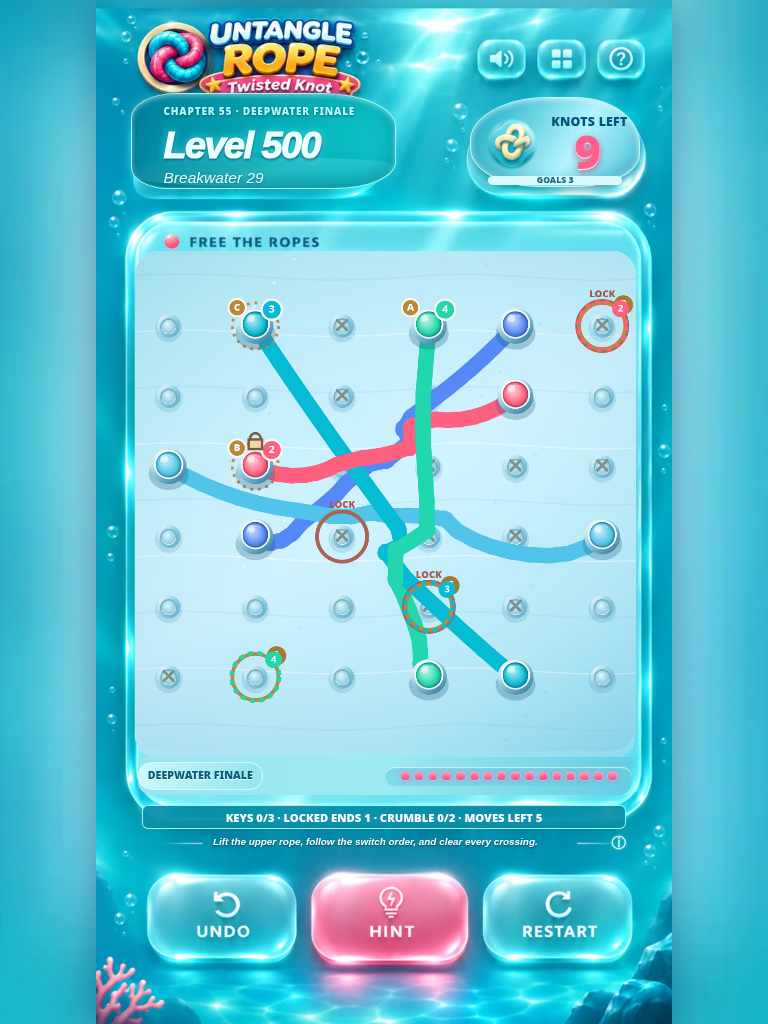 UNTANGLE
ROPE
Twisted Knot
CHAPTER 55 · DEEPWATER FINALE
Level 500
Breakwater 29
KNOTS LEFT
9
GOALS 3
FREE THE ROPES
C 3
A 4
LOCK
2
B 2
LOCK
LOCK
3
4
DEEPWATER FINALE
KEYS 0/3 · LOCKED ENDS 1 · CRUMBLE 0/2 · MOVES LEFT 5
Lift the upper rope, follow the switch order, and clear every crossing.
UNDO
HINT
RESTART